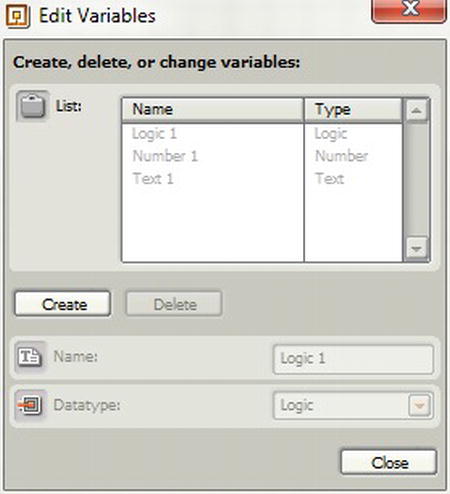 Edit Variables
Create, delete, or change variables:
List:
Name Type
Logic 1 Logic
Number 1 Number
Text 1 Text
Create Delete
Name: Logic 1
Datatype: Logic
Close